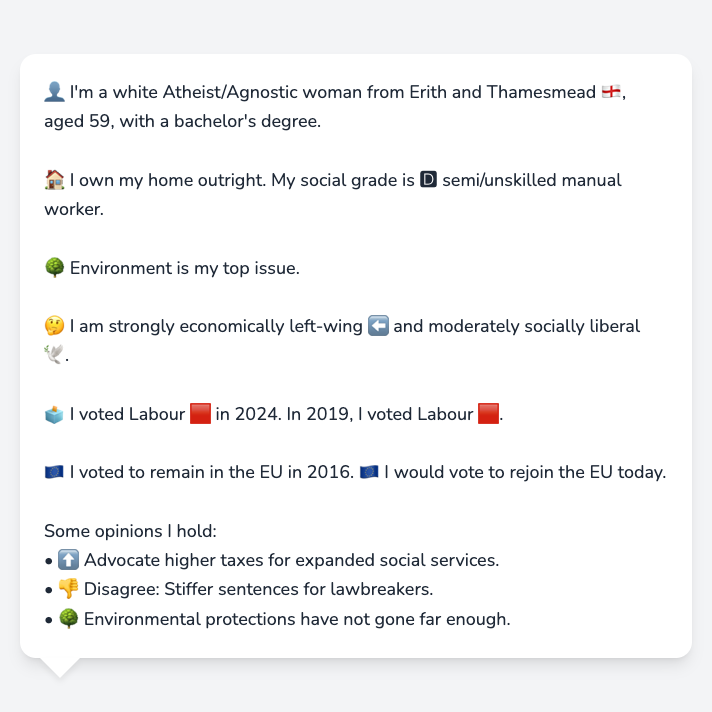 👤 I'm a white Atheist/Agnostic woman from Erith and Thamesmead 🏴󠁧󠁢󠁥󠁮󠁧󠁿,
aged 59, with a bachelor's degree.
🏠 I own my home outright. My social grade is 🅳 semi/unskilled manual
worker.
🌳 Environment is my top issue.
🤔 I am strongly economically left-wing ⬅️ and moderately socially liberal
🕊️.
🗳️ I voted Labour 🟥 in 2024. In 2019, I voted Labour 🟥.
🇪🇺 I voted to remain in the EU in 2016. 🇪🇺 I would vote to rejoin the EU today.
Some opinions I hold:
• ⬆️ Advocate higher taxes for expanded social services.
• 👎 Disagree: Stiffer sentences for lawbreakers.
• 🌳 Environmental protections have not gone far enough.